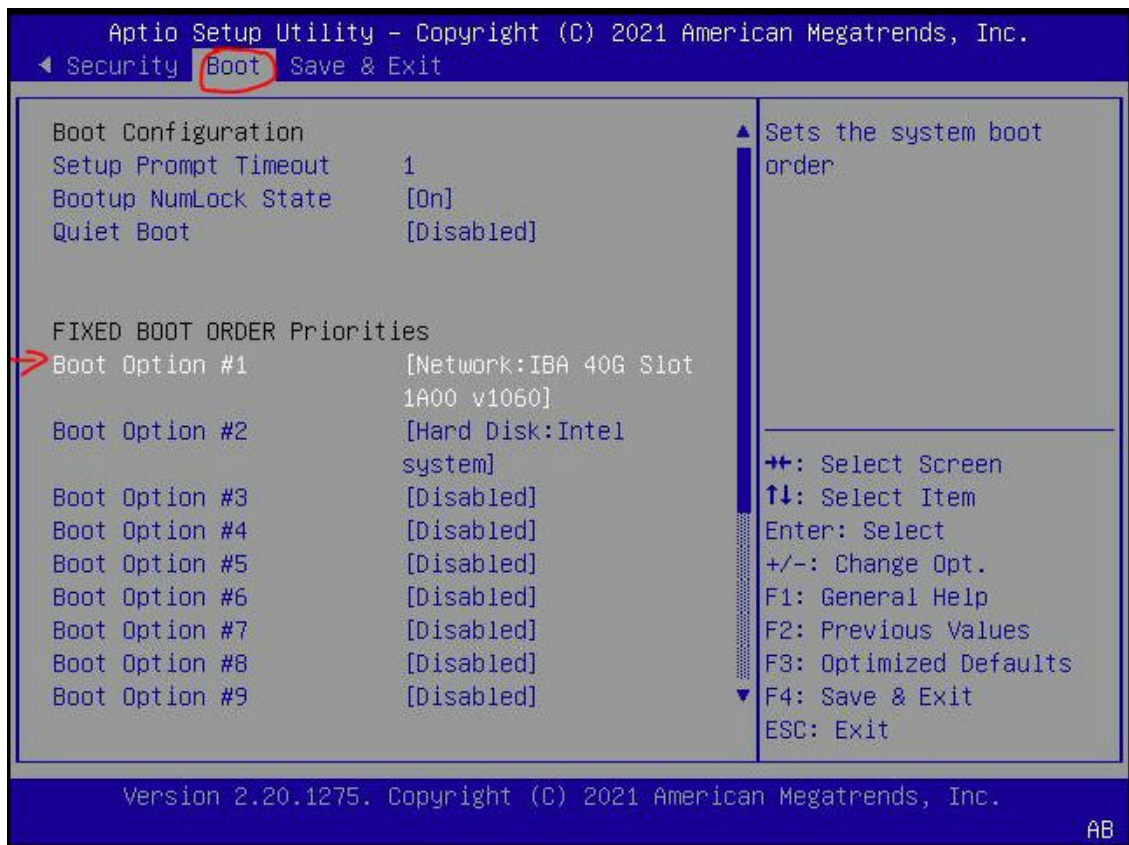 Aptio Setup Utility – Copyright (C) 2021 American Megatrends, Inc.
Security Boot Save & Exit
Boot Configuration
Setup Prompt Timeout 1
Bootup NumLock State [On]
Quiet Boot [Disabled]
FIXED BOOT ORDER Priorities
Boot Option #1 [Network:IBA 40G Slot
1A00 v1060]
Boot Option #2 [Hard Disk:Intel
system]
Boot Option #3 [Disabled]
Boot Option #4 [Disabled]
Boot Option #5 [Disabled]
Boot Option #6 [Disabled]
Boot Option #7 [Disabled]
Boot Option #8 [Disabled]
Boot Option #9 [Disabled]
Sets the system boot
order
→←: Select Screen
↑↓: Select Item
Enter: Select
+/-: Change Opt.
F1: General Help
F2: Previous Values
F3: Optimized Defaults
F4: Save & Exit
ESC: Exit
Version 2.20.1275. Copyright (C) 2021 American Megatrends, Inc.
AB